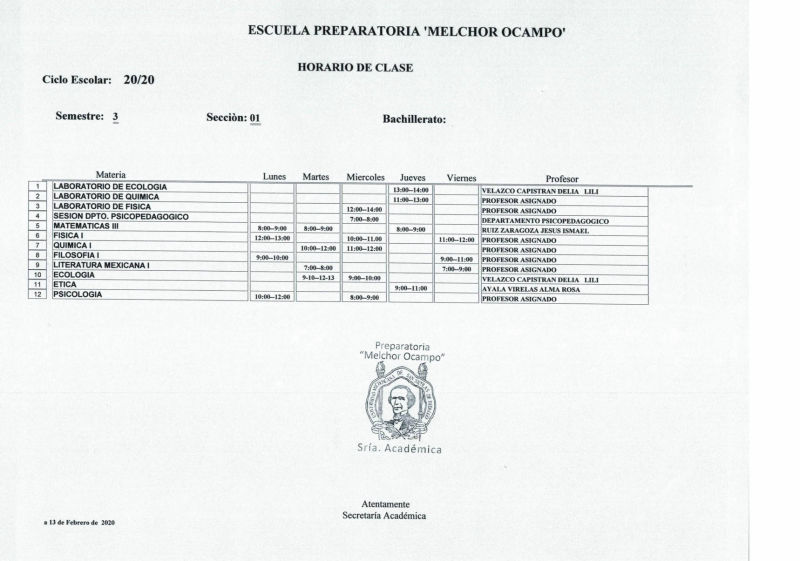 ESCUELA PREPARATORIA 'MELCHOR OCAMPO'
HORARIO DE CLASE
Ciclo Escolar: 20/20
Semestre: 3 Secciòn: 01 Bachillerato:
Materia Lunes Martes Miercoles Jueves Viernes Profesor
1 LABORATORIO DE ECOLOGIA 13:00--14:00 VELAZCO CAPISTRAN DELIA LILI
2 LABORATORIO DE QUIMICA 11:00--13:00 PROFESOR ASIGNADO
3 LABORATORIO DE FISICA 12:00--14:00 PROFESOR ASIGNADO
4 SESION DPTO. PSICOPEDAGOGICO 7:00--8:00 DEPARTAMENTO PSICOPEDAGOGICO
5 MATEMATICAS III 8:00--9:00 8:00--9:00 8:00--9:00 RUIZ ZARAGOZA JESUS ISMAEL
6 FISICA I 12:00--13:00 10:00--11.00 11:00--12:00 PROFESOR ASIGNADO
7 QUIMICA I 10:00--12:00 11:00--12:00 PROFESOR ASIGNADO
8 FILOSOFIA I 9:00--10:00 9:00--11:00 PROFESOR ASIGNADO
9 LITERATURA MEXICANA I 7:00--8:00 7:00--9:00 PROFESOR ASIGNADO
10 ECOLOGIA 9-10--12-13 9:00--10:00 VELAZCO CAPISTRAN DELIA LILI
11 ETICA 9:00--11:00 AYALA VIRELAS ALMA ROSA
12 PSICOLOGIA 10:00--12:00 8:00--9:00 PROFESOR ASIGNADO
Preparatoria
"Melchor Ocampo"
Sría. Académica
Atentamente
Secretaría Académica
a 13 de Febrero de 2020